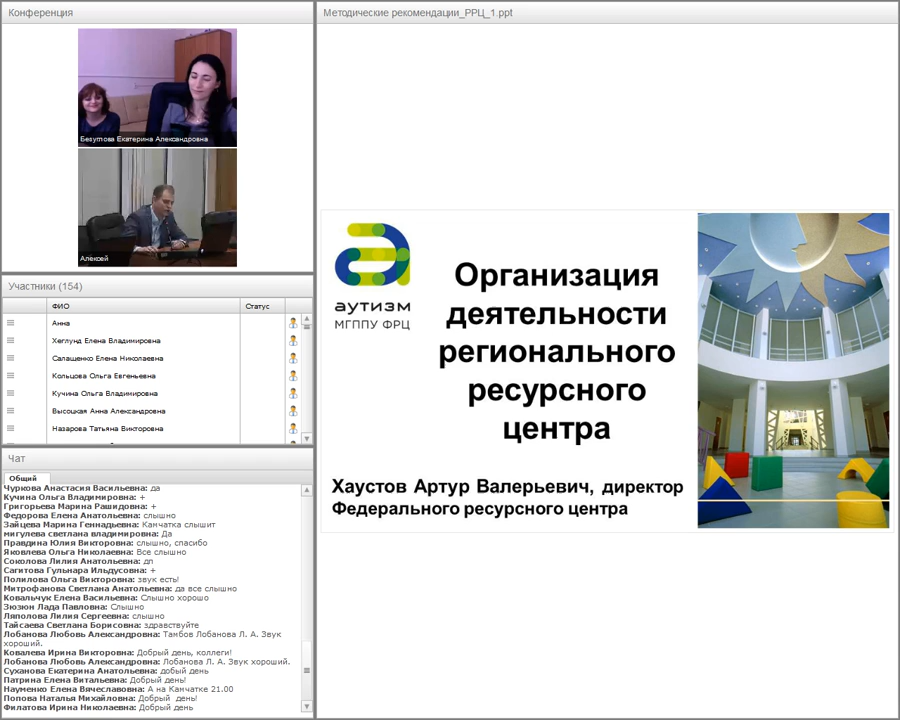 Конференция
Безуглова Екатерина Александровна
Алексей
Участники (154)
ФИО
Статус
Анна
Хеглунд Елена Владимировна
Салащенко Елена Николаевна
Кольцова Ольга Евгеньевна
Кучина Ольга Владимировна
Высоцкая Анна Александровна
Назарова Татьяна Викторовна
Чат
Общий
Чуркова Анастасия Васильевна: да
Кучина Ольга Владимировна: +
Григорьева Марина Рашидовна: +
Федорова Елена Анатольевна: слышно
Зайцева Марина Геннадьевна: Камчатка слышит
мигулева светлана владимировна: Да
Правдина Юлия Викторовна: слышно, спасибо
Яковлева Ольга Николаевна: Все слышно
Соколова Лилия Анатольевна: дп
Сагитова Гульнара Ильдусовна: +
Полилова Ольга Викторовна: звук есть!
Митрофанова Светлана Анатольевна: да все слышно
Ковальчук Елена Васильевна: Слышно хорошо
Зюзюн Лада Павловна: Слышно
Ляполова Лилия Сергеевна: слышно
Тайсаева Светлана Борисовна: здравствуйте
Лобанова Любовь Александровна: Тамбов Лобанова Л. А. Звук
хороший.
Ковалева Ирина Викторовна: Добрый день, коллеги!
Лобанова Любовь Александровна: Лобанова Л. А. Звук хороший.
Суханова Екатерина Анатольевна: добый день
Патрина Елена Витальевна: Добрый день!
Науменко Елена Вячеславовна: А на Камчатке 21.00
Попова Наталья Михайловна: Добрый день!
Филатова Ирина Николаевна: Добрый день
Методические рекомендации_РРЦ_1.ppt
аутизм
МГППУ ФРЦ
Организация
деятельности
регионального
ресурсного
центра
Хаустов Артур Валерьевич, директор
Федерального ресурсного центра